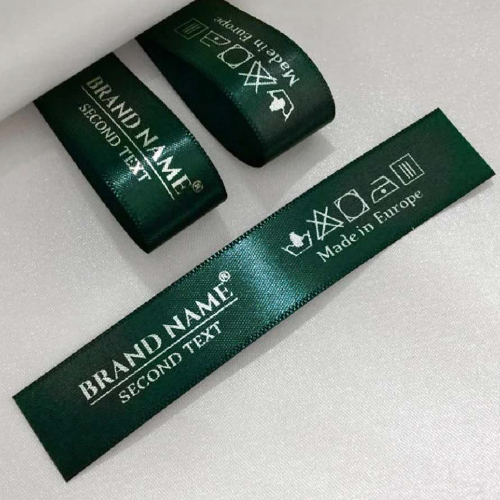 BRAND NAME®
SECOND TEXT
Made in Europe
BRAND NAME®
SECOND TEXT
Made in Europe